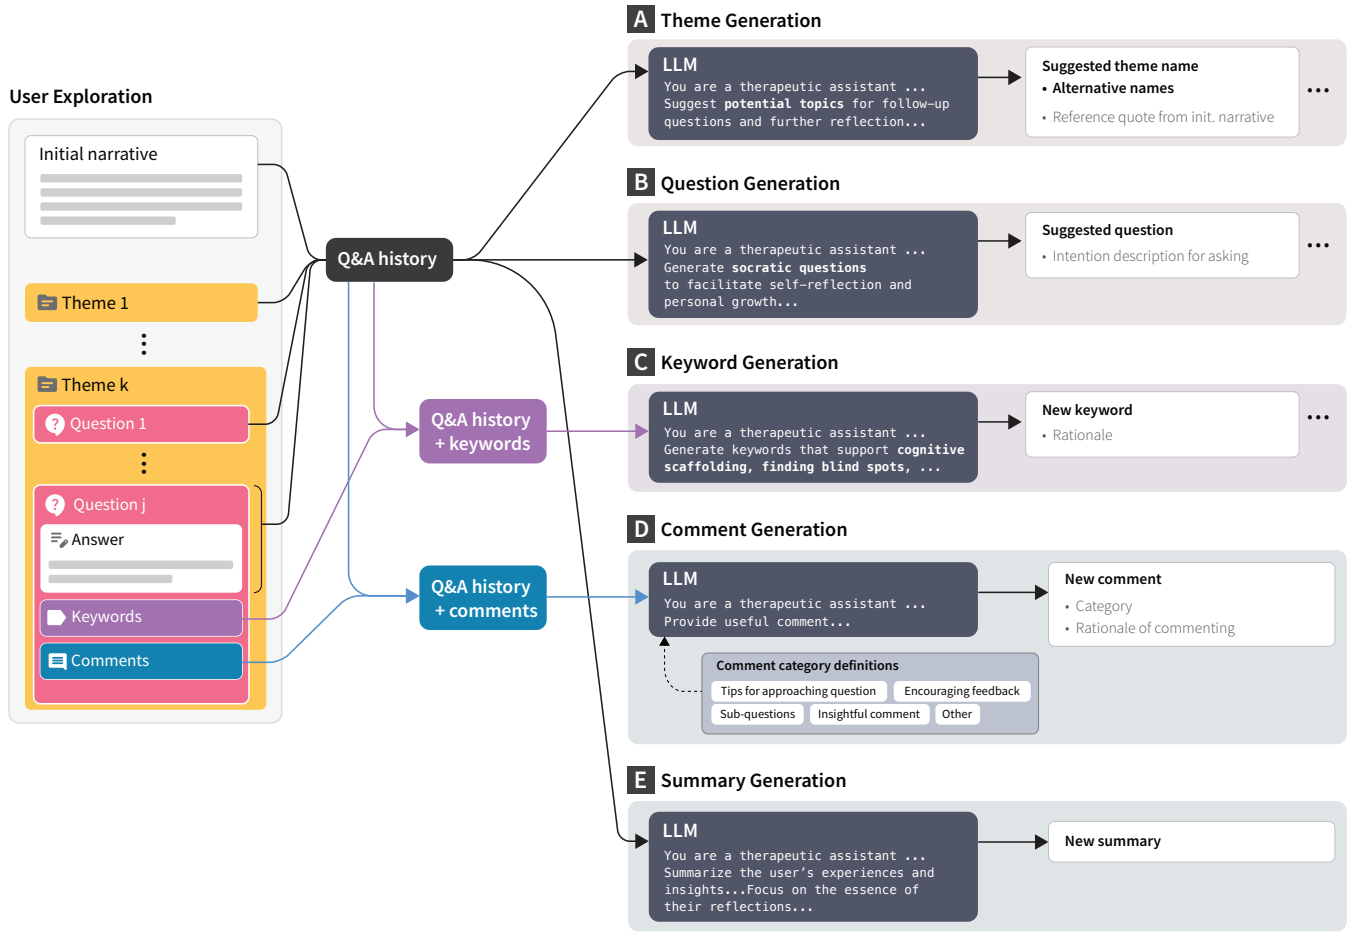 User Exploration
Initial narrative
Theme 1
Theme k
Question 1
Question j
Answer
Keywords
Comments
Q&A history
Q&A history
+ keywords
Q&A history
+ comments
A Theme Generation
LLM
You are a therapeutic assistant ...
Suggest potential topics for follow-up
questions and further reflection...
Suggested theme name
• Alternative names
• Reference quote from init. narrative
B Question Generation
LLM
You are a therapeutic assistant ...
Generate socratic questions
to facilitate self-reflection and
personal growth...
Suggested question
• Intention description for asking
C Keyword Generation
LLM
You are a therapeutic assistant ...
Generate keywords that support cognitive
scaffolding, finding blind spots, ...
New keyword
• Rationale
D Comment Generation
LLM
You are a therapeutic assistant ...
Provide useful comment...
New comment
• Category
• Rationale of commenting
Comment category definitions
Tips for approaching question
Encouraging feedback
Sub-questions
Insightful comment
Other
E Summary Generation
LLM
You are a therapeutic assistant ...
Summarize the user's experiences and
insights...Focus on the essence of
their reflections...
New summary